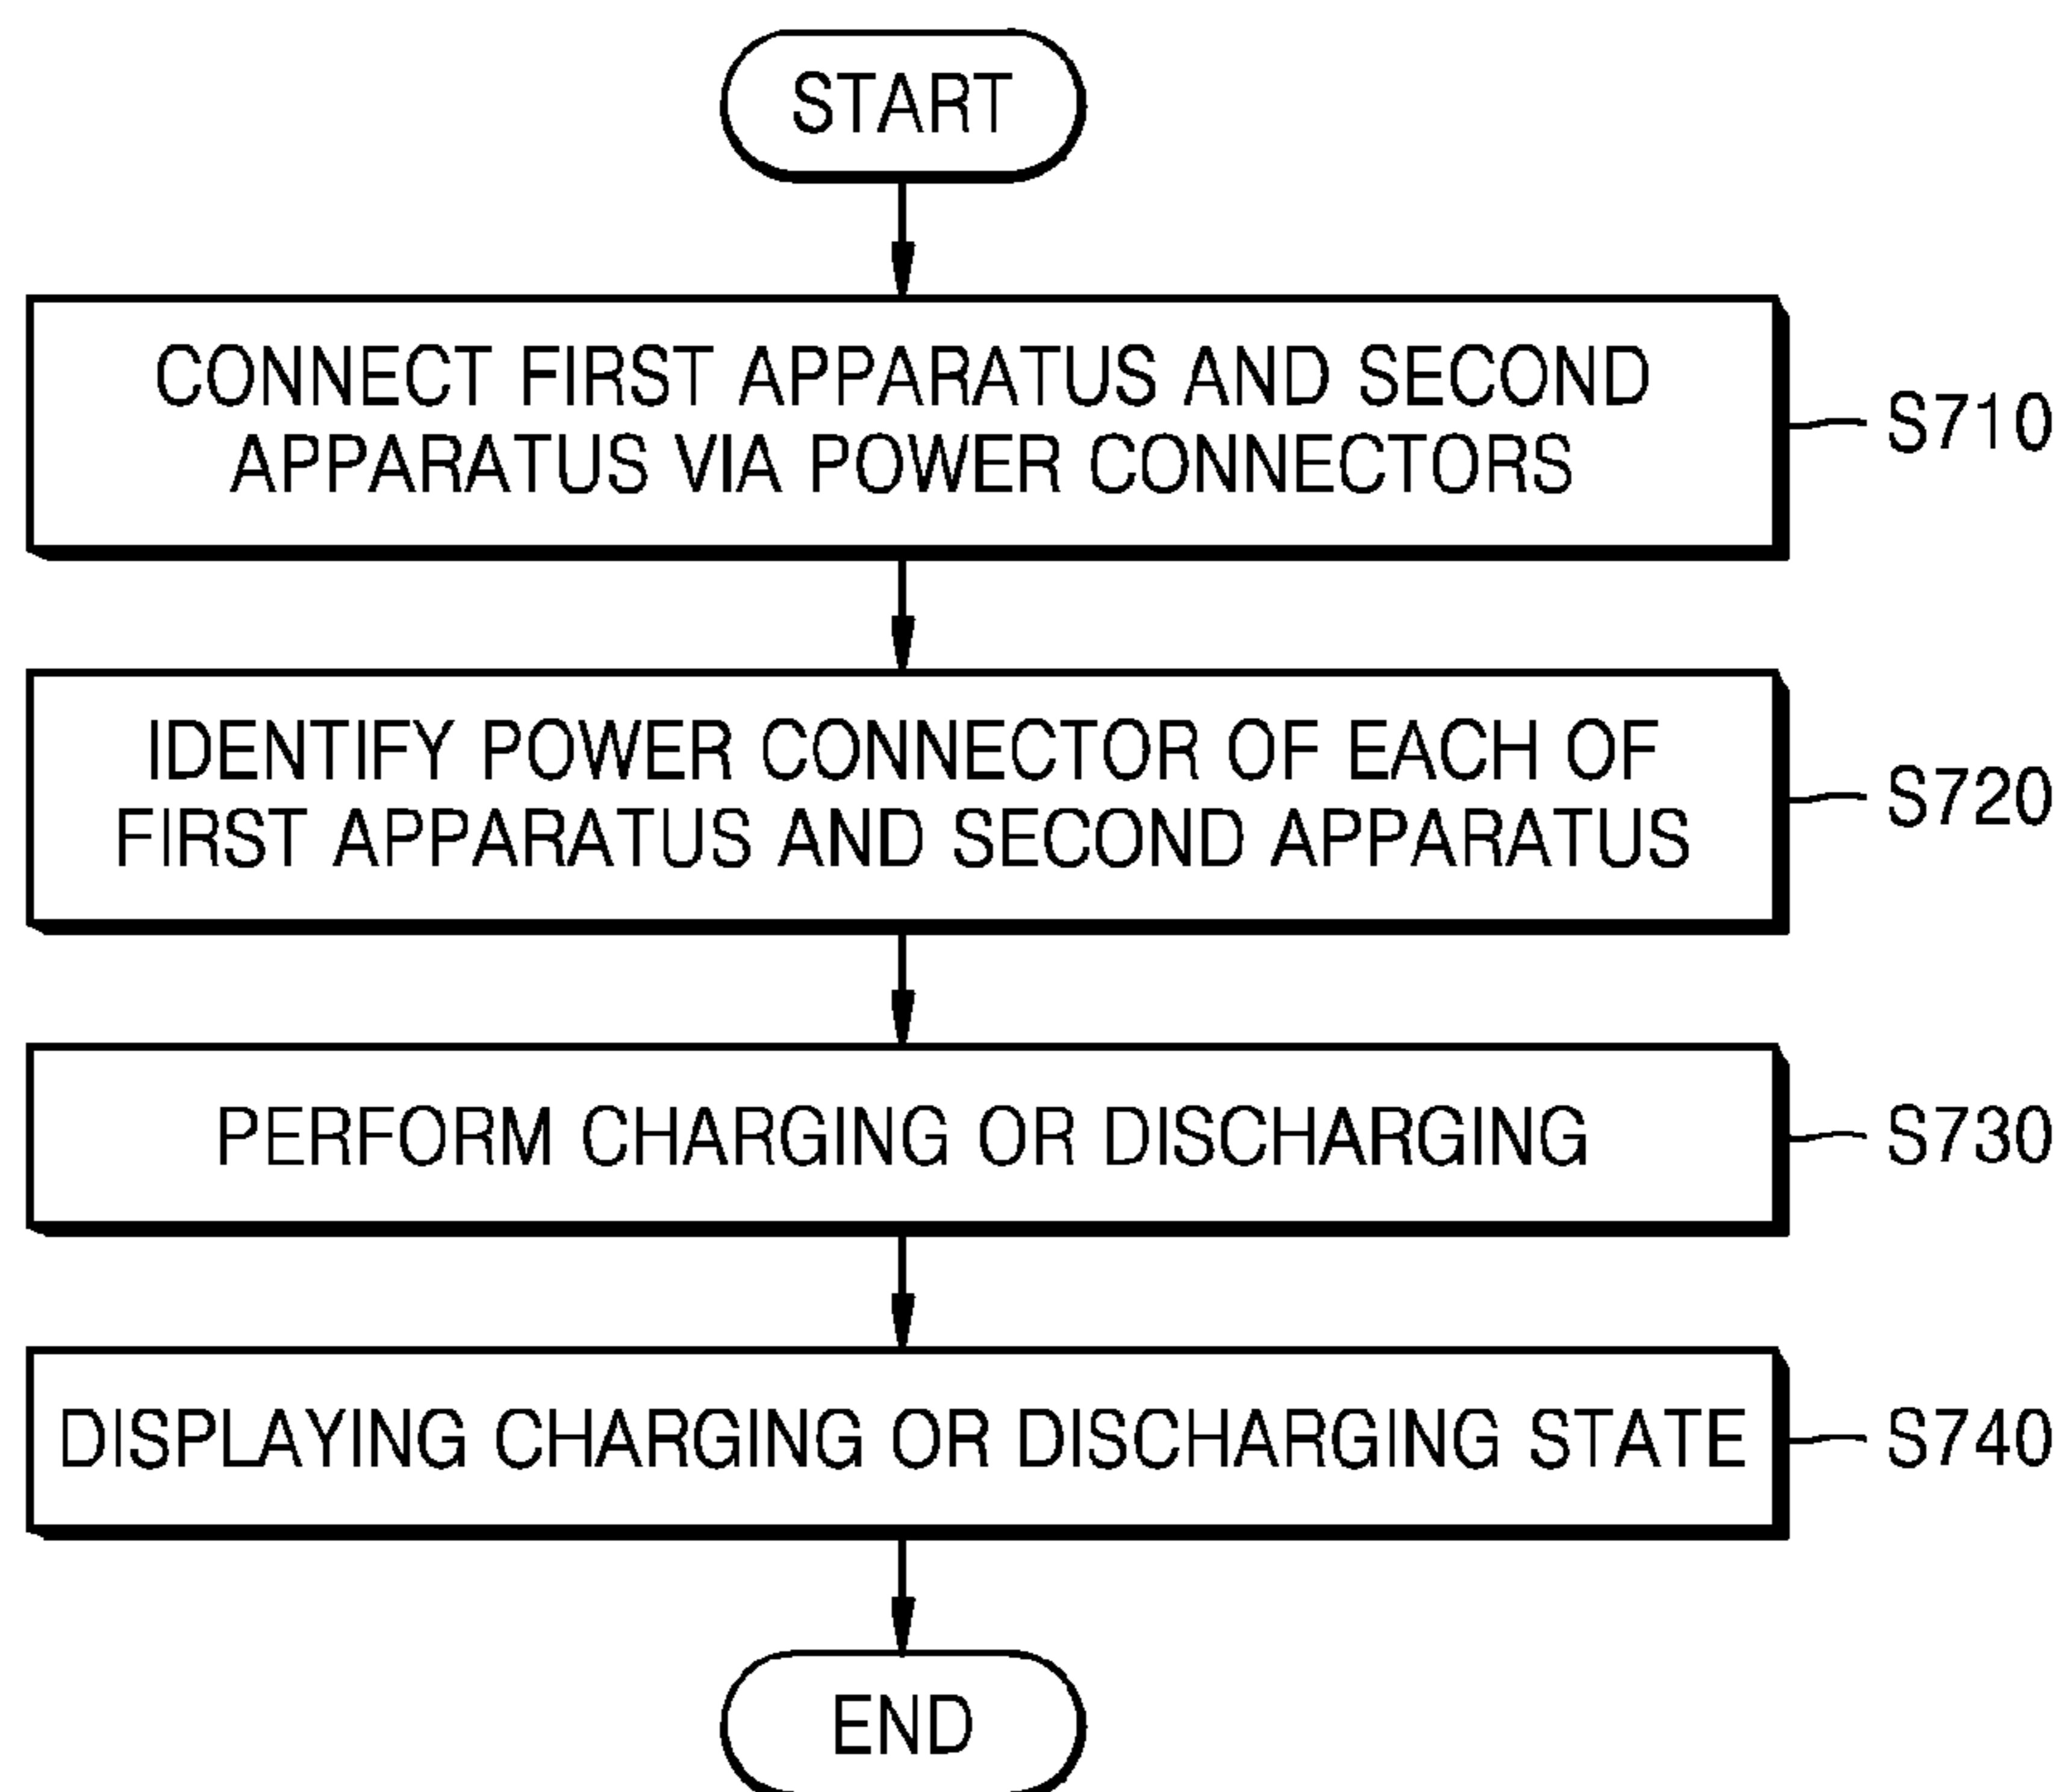 START
CONNECT FIRST APPARATUS AND SECOND
APPARATUS VIA POWER CONNECTORS
S710
IDENTIFY POWER CONNECTOR OF EACH OF
FIRST APPARATUS AND SECOND APPARATUS
S720
PERFORM CHARGING OR DISCHARGING
S730
DISPLAYING CHARGING OR DISCHARGING STATE
S740
END